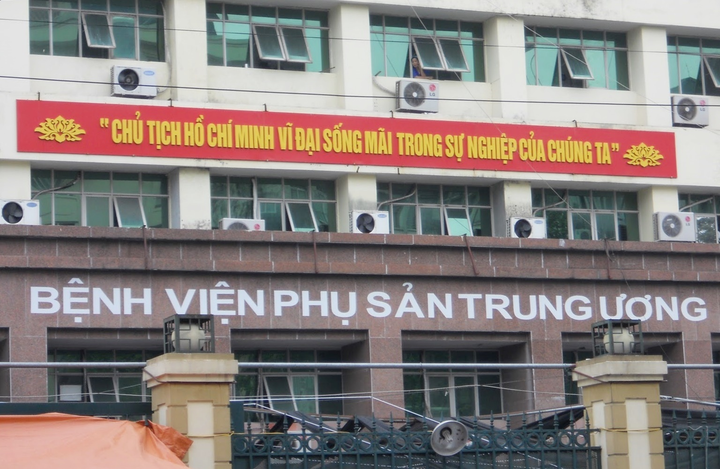 "CHỦ TỊCH HỒ CHÍ MINH VĨ ĐẠI SỐNG MÃI TRONG SỰ NGHIỆP CỦA CHÚNG TA"
BỆNH VIỆN PHỤ SẢN TRUNG ƯƠNG